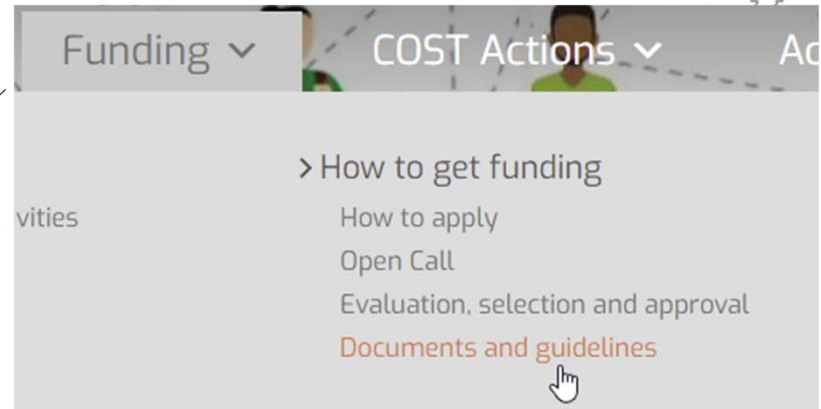 Funding
COST Actions
Ac
How to get funding
vities
How to apply
Open Call
Evaluation, selection and approval
Documents and guidelines